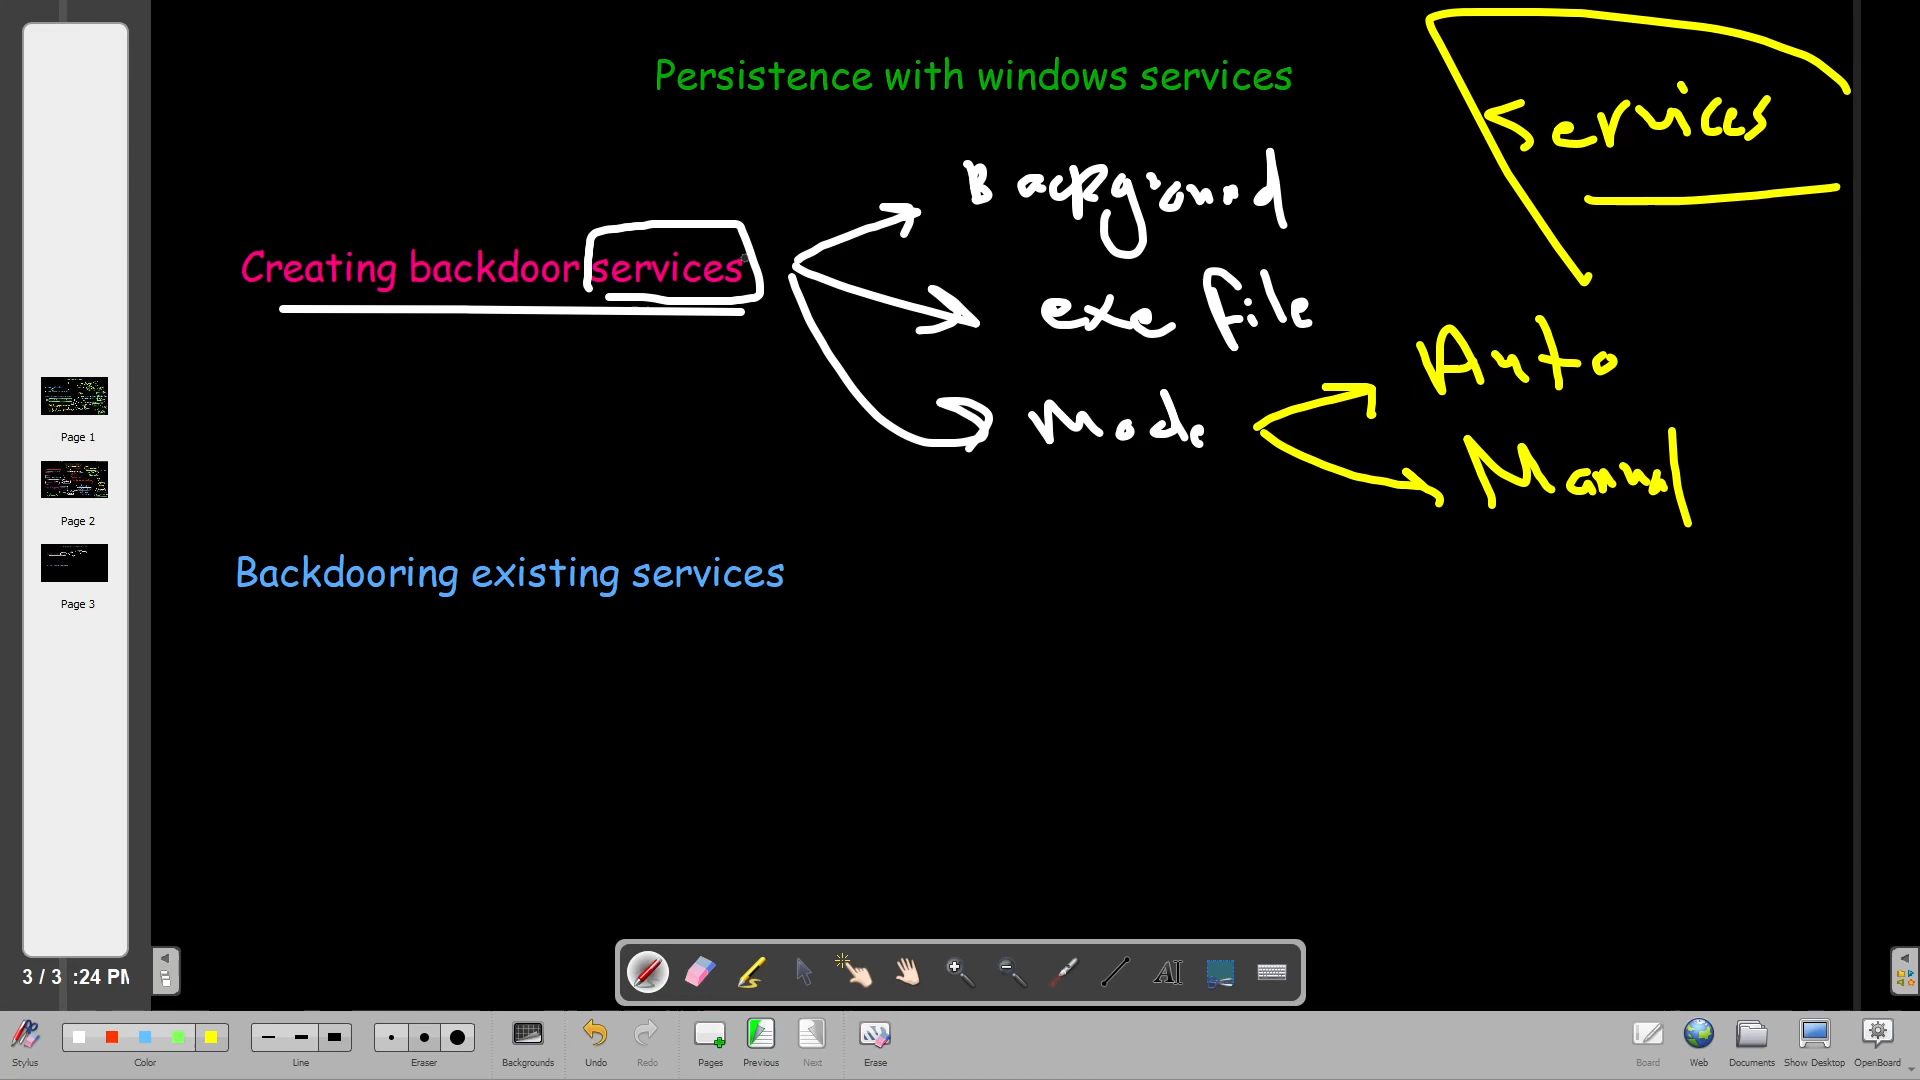 Persistence with windows services
Services
Background
Creating backdoor services
exe file
Auto
Mode
Manual
Backdooring existing services
Page 1
Page 2
Page 3
3 / 3 :24 PM
Stylus
Color
Line
Eraser
Backgrounds
Undo
Redo
Pages
Previous
Next
Erase
Board
Web
Documents
Show Desktop
OpenBoard